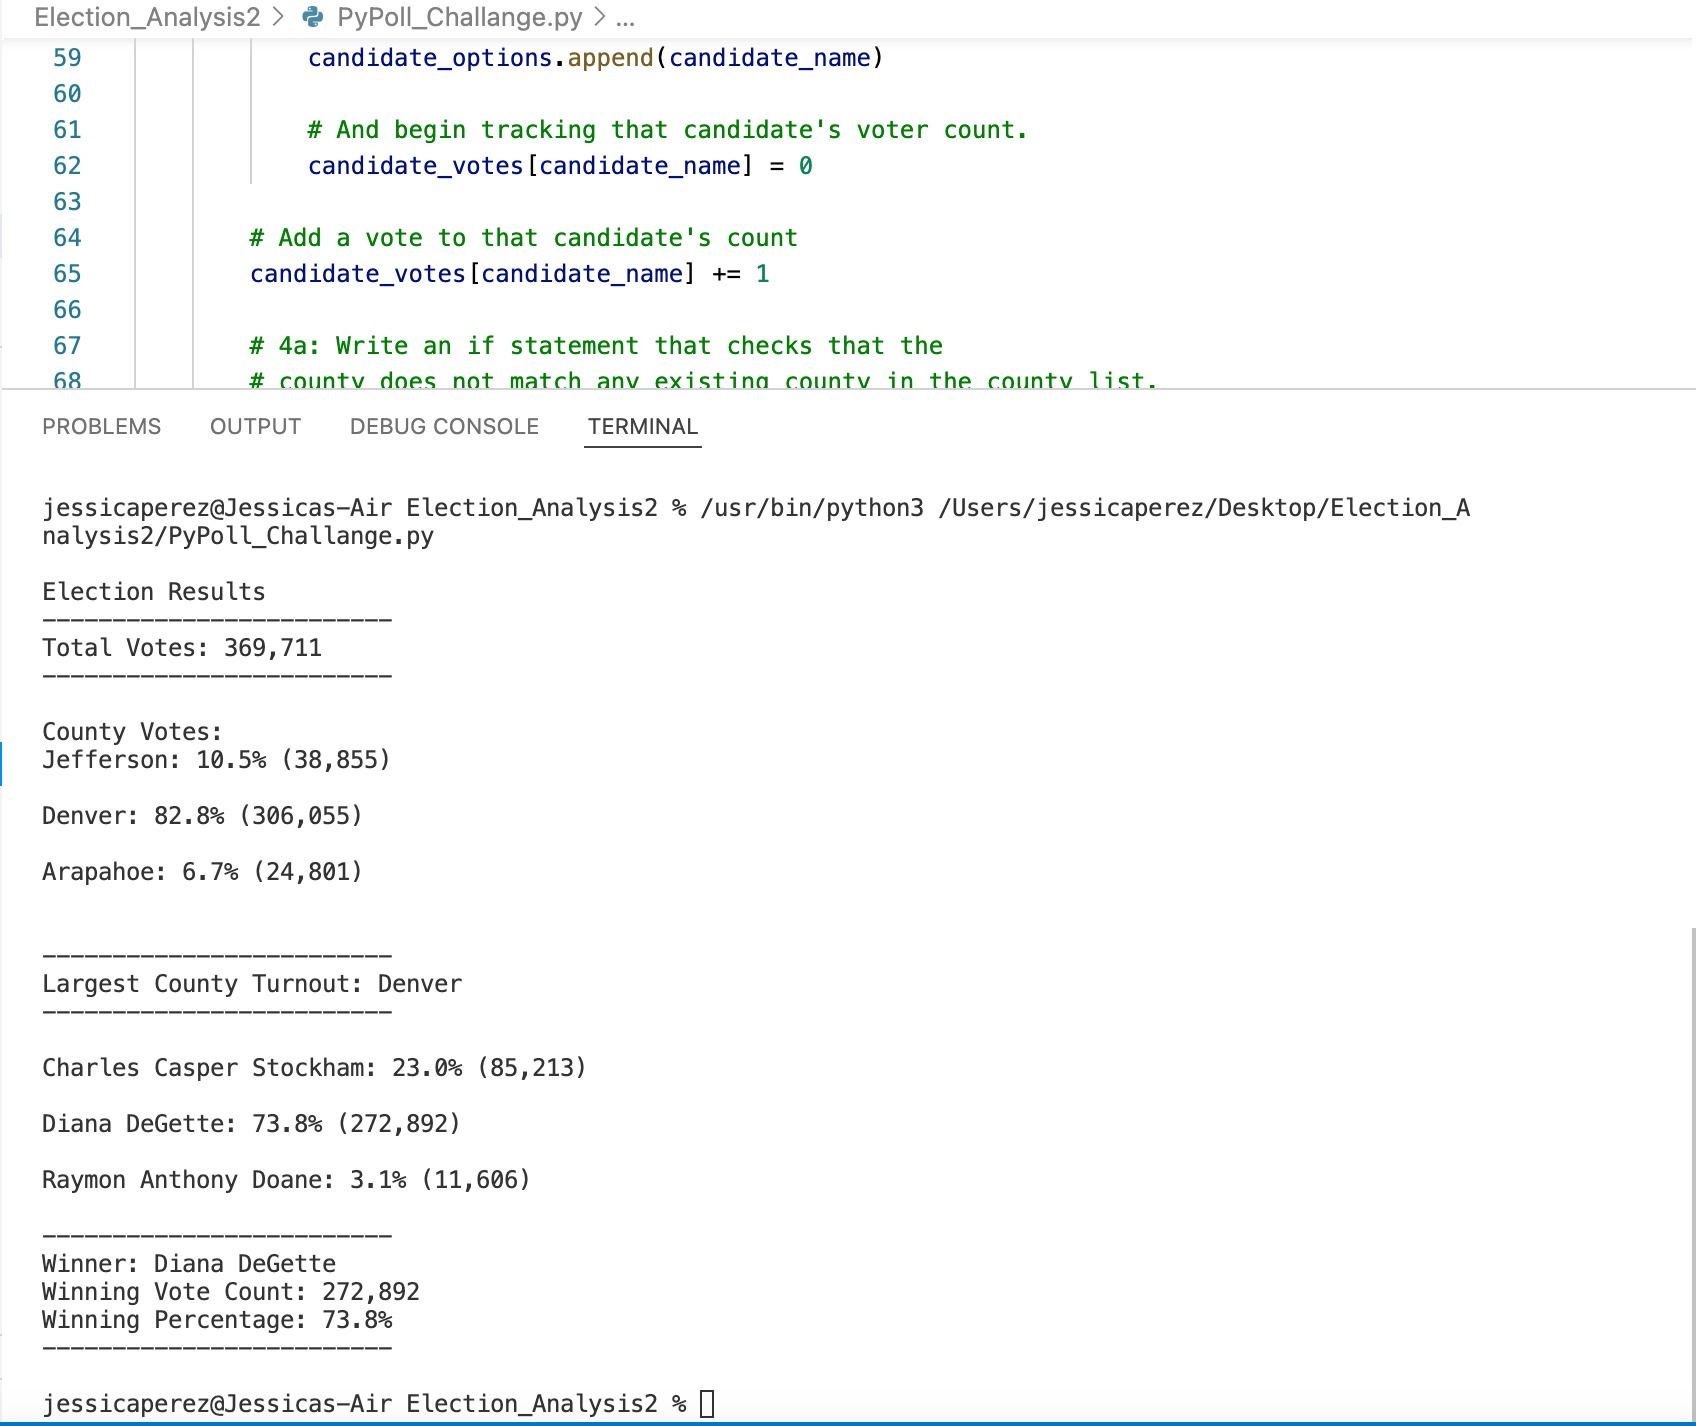 Election_Analysis2 > PyPoll_Challange.py > ...
59 candidate_options.append(candidate_name)
60
61 # And begin tracking that candidate's voter count.
62 candidate_votes[candidate_name] = 0
63
64 # Add a vote to that candidate's count
65 candidate_votes[candidate_name] += 1
66
67 # 4a: Write an if statement that checks that the
68 # county does not match any existing county in the county list.
PROBLEMS OUTPUT DEBUG CONSOLE TERMINAL
jessicaperez@Jessicas-Air Election_Analysis2 % /usr/bin/python3 /Users/jessicaperez/Desktop/Election_A
nalysis2/PyPoll_Challange.py
Election Results
-------------------------
Total Votes: 369,711
-------------------------
County Votes:
Jefferson: 10.5% (38,855)
Denver: 82.8% (306,055)
Arapahoe: 6.7% (24,801)
-------------------------
Largest County Turnout: Denver
-------------------------
Charles Casper Stockham: 23.0% (85,213)
Diana DeGette: 73.8% (272,892)
Raymon Anthony Doane: 3.1% (11,606)
-------------------------
Winner: Diana DeGette
Winning Vote Count: 272,892
Winning Percentage: 73.8%
-------------------------
jessicaperez@Jessicas-Air Election_Analysis2 %